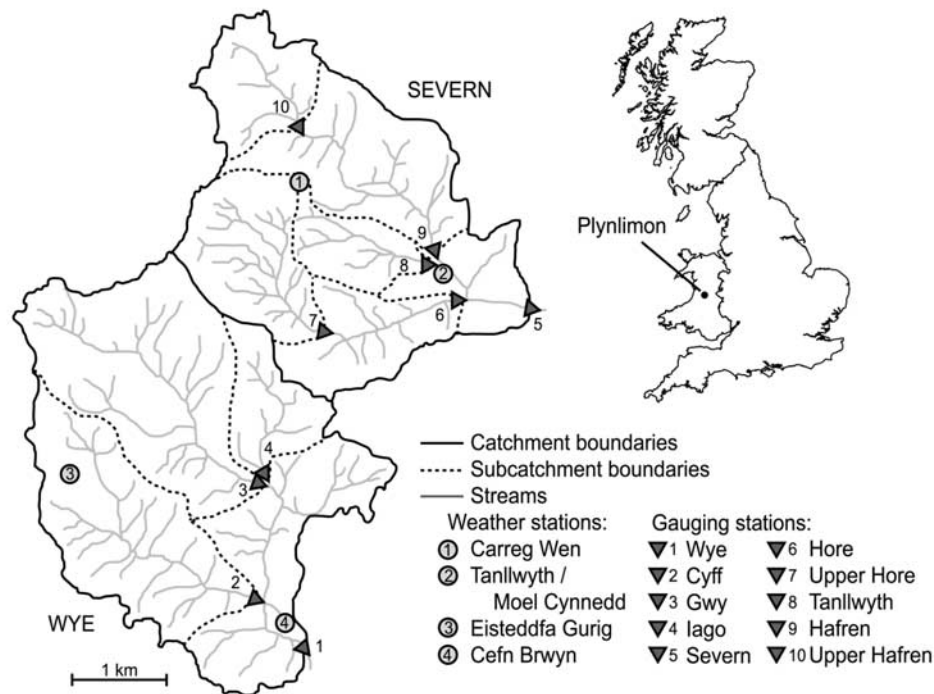 SEVERN
10
1
9
8
2
7
6
5
Plynlimon
4
3
3
2
4
1
WYE
1 km
Catchment boundaries
Subcatchment boundaries
Streams
Weather stations:
1 Carreg Wen
2 Tanllwyth /
Moel Cynnedd
3 Eisteddfa Gurig
4 Cefn Brwyn
Gauging stations:
1 Wye
2 Cyff
3 Gwy
4 Iago
5 Severn
6 Hore
7 Upper Hore
8 Tanllwyth
9 Hafren
10 Upper Hafren